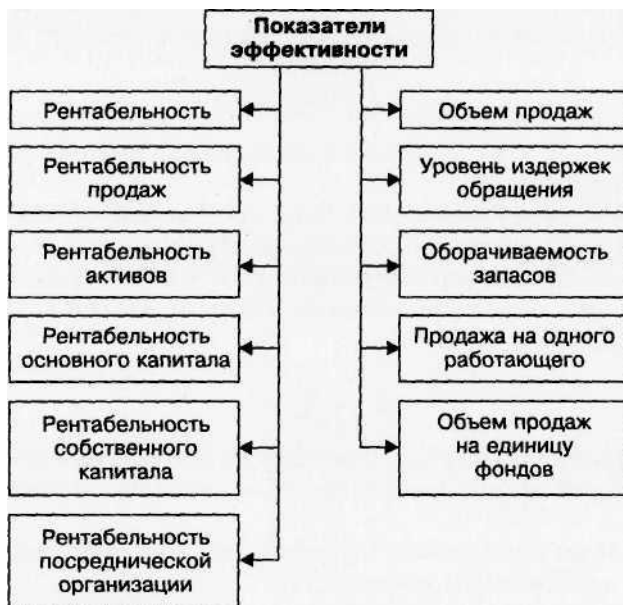 Показатели
эффективности
Рентабельность
Рентабельность
продаж
Рентабельность
активов
Рентабельность
основного капитала
Рентабельность
собственного
капитала
Рентабельность
посреднической
организации
Объем продаж
Уровень издержек
обращения
Оборачиваемость
запасов
Продажа на одного
работающего
Объем продаж
на единицу
фондов